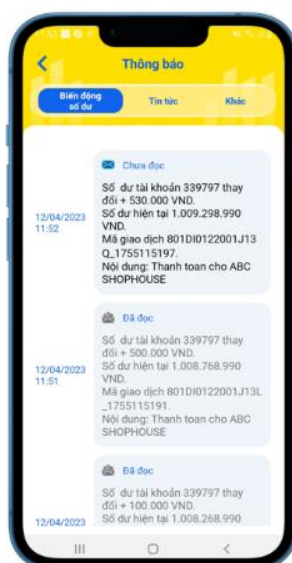 Thông báo
Biến động
số dư
Tin tức
Khác
Chưa đọc
12/04/2023
11:52
Số dư tài khoản 339797 thay
đổi + 530.000 VND.
Số dư hiện tại 1.009.298.990
VND.
Mã giao dịch 801DI0122001J13
Q_1755115197.
Nội dung: Thanh toan cho ABC
SHOPHOUSE
Đã đọc
12/04/2023
11:51
Số dư tài khoản 339797 thay
đổi + 500.000 VND.
Số dư hiện tại 1.008.768.990
VND.
Mã giao dịch 801DI0122001J13L
_1755115191.
Nội dung: Thanh toan cho ABC
SHOPHOUSE
Đã đọc
12/04/2023
Số dư tài khoản 339797 thay
đổi + 100.000 VND.
Số dư hiện tại 1.008.268.990